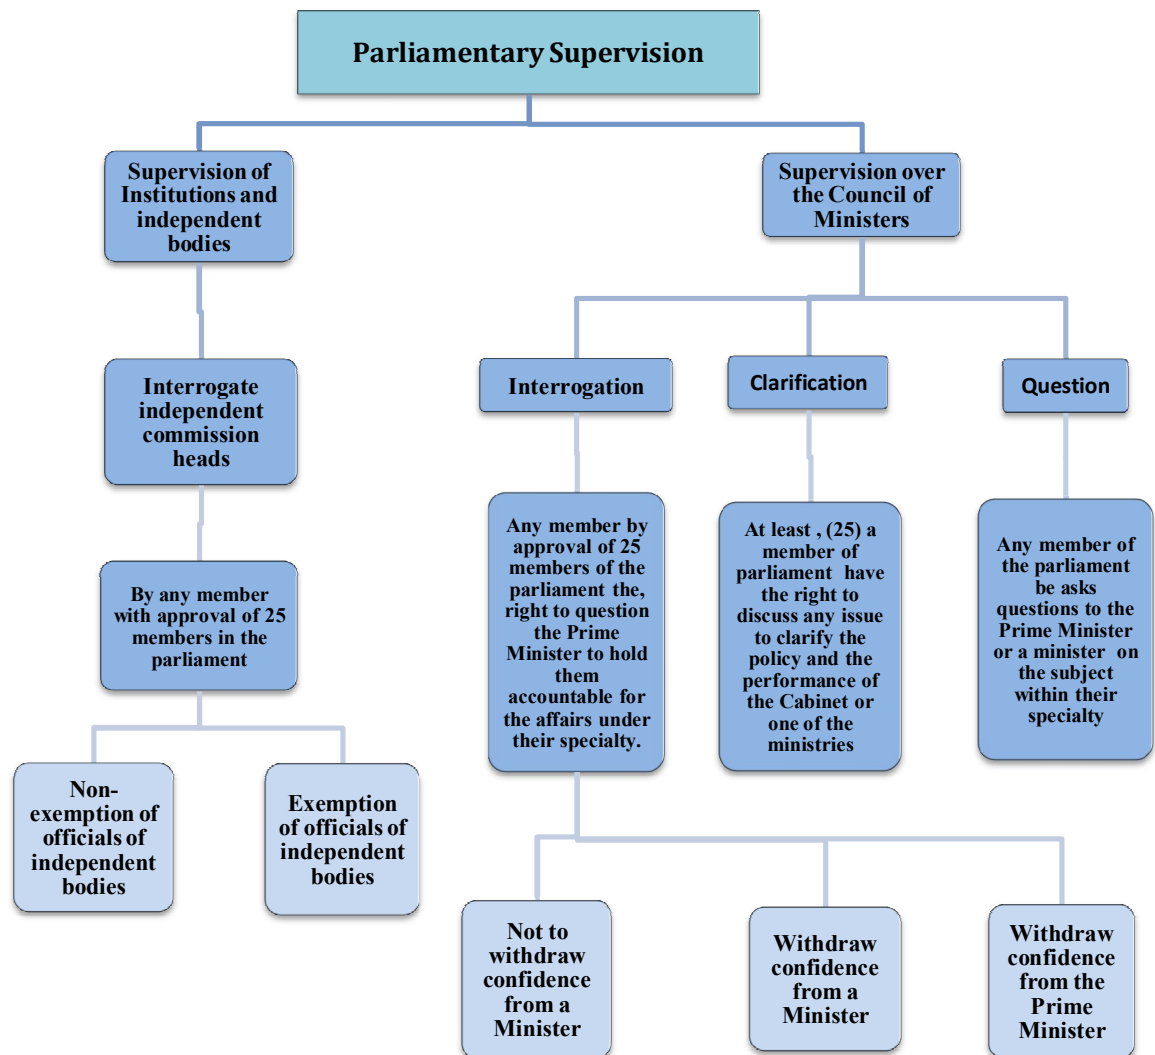 Parliamentary Supervision
Supervision of
Institutions and
independent
bodies
Supervision over
the Council of
Ministers
Interrogate
independent
commission
heads
Interrogation
Clarification
Question
By any member
with approval of 25
members in the
parliament
Any member by
approval of 25
members of the
parliament the,
right to question
the Prime
Minister to hold
them
accountable for
the affairs under
their specialty.
At least , (25) a
member of
parliament have
the right to
discuss any issue
to clarify the
policy and the
performance of
the Cabinet or
one of the
ministries
Any member of
the parliament
be asks
questions to the
Prime Minister
or a minister on
the subject
within their
specialty
Non-
exemption of
officials of
independent
bodies
Exemption
of officials of
independent
bodies
Not to
withdraw
confidence
from a
Minister
Withdraw
confidence
from a
Minister
Withdraw
confidence
from the
Prime
Minister